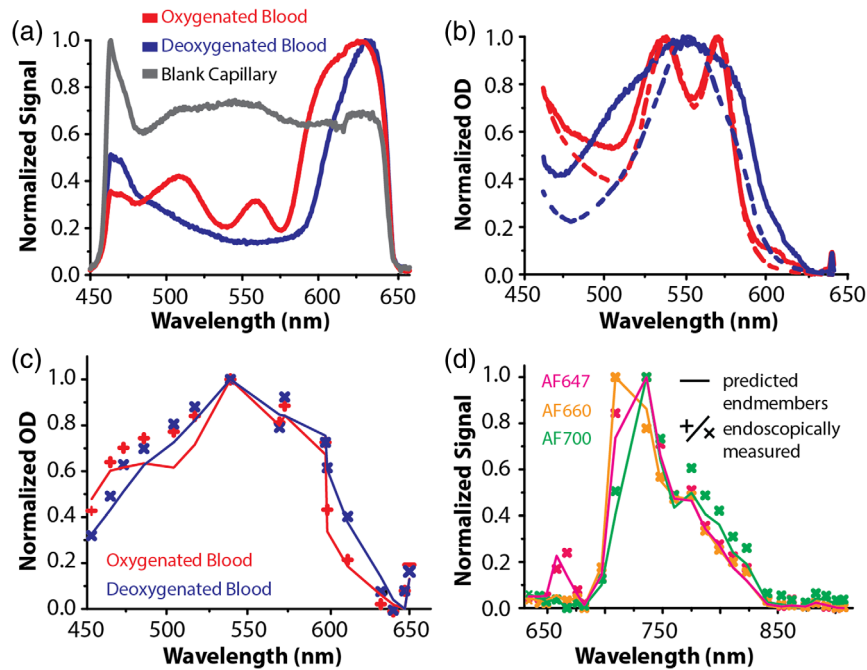 (a)
Oxygenated Blood
Deoxygenated Blood
Blank Capillary
Normalized Signal
1.0
0.8
0.6
0.4
0.2
0.0
450 500 550 600 650
Wavelength (nm)
(b)
Normalized OD
1.0
0.8
0.6
0.4
0.2
0.0
450 500 550 600 650
Wavelength (nm)
(c)
Normalized OD
1.0
0.8
0.6
0.4
0.2
0.0
Oxygenated Blood
Deoxygenated Blood
450 500 550 600 650
Wavelength (nm)
(d)
Normalized Signal
1.0
0.8
0.6
0.4
0.2
0.0
AF647
AF660
AF700
predicted
endmembers
+/× endoscopically
measured
650 750 850
Wavelength (nm)